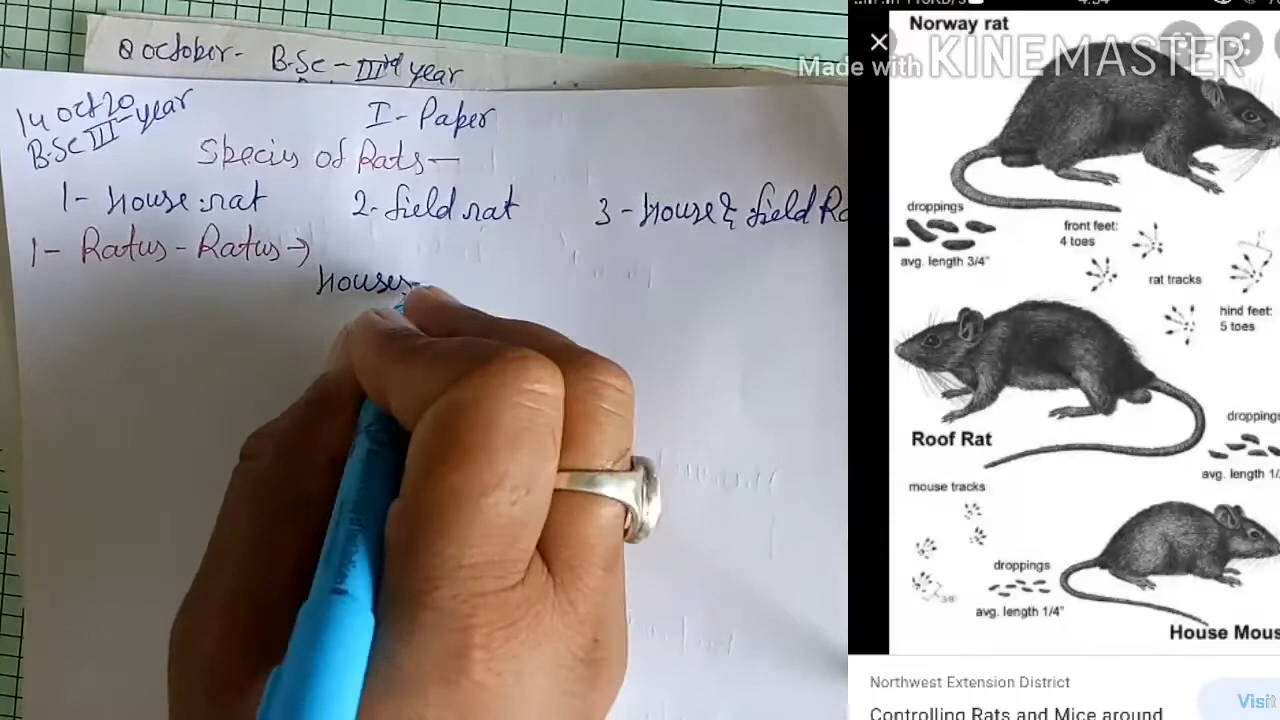 October- B.Sc - IIIrd year
14 oct 20
B.Sc III - year
I - Paper
Species of Rats-
1- House rat 2- field rat 3- House & field Ra
1- Ratus - Ratus →
Houses
Made with KINEMASTER
Norway rat
droppings
avg. length 3/4"
front feet:
4 toes
rat tracks
hind feet:
5 toes
Roof Rat
droppings
avg. length 1/
mouse tracks
droppings
avg. length 1/4"
3/8"
House Mous
Northwest Extension District
Controlling Rats and Mice around
Visit